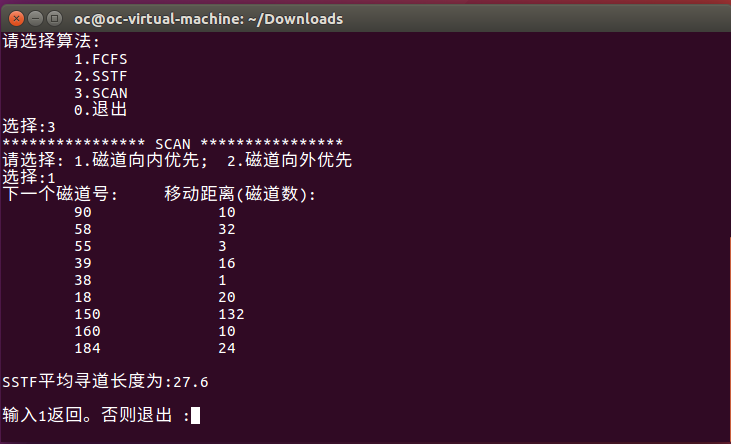 oc@oc-virtual-machine: ~/Downloads
请选择算法:
1.FCFS
2.SSTF
3.SCAN
0.退出
选择:3
**************** SCAN ****************
请选择: 1.磁道向内优先; 2.磁道向外优先
选择:1
下一个磁道号: 移动距离(磁道数):
90 10
58 32
55 3
39 16
38 1
18 20
150 132
160 10
184 24
SSTF平均寻道长度为:27.6
输入1返回。否则退出 :